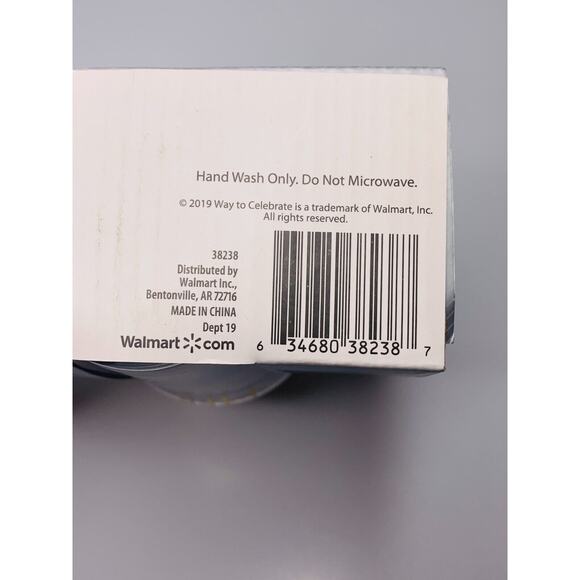 Hand Wash Only. Do Not Microwave.
© 2019 Way to Celebrate is a trademark of Walmart, Inc.
All rights reserved.
38238
Distributed by
Walmart Inc.,
Bentonville, AR 72716
MADE IN CHINA
Dept 19
Walmart com
6 34680 38238 7